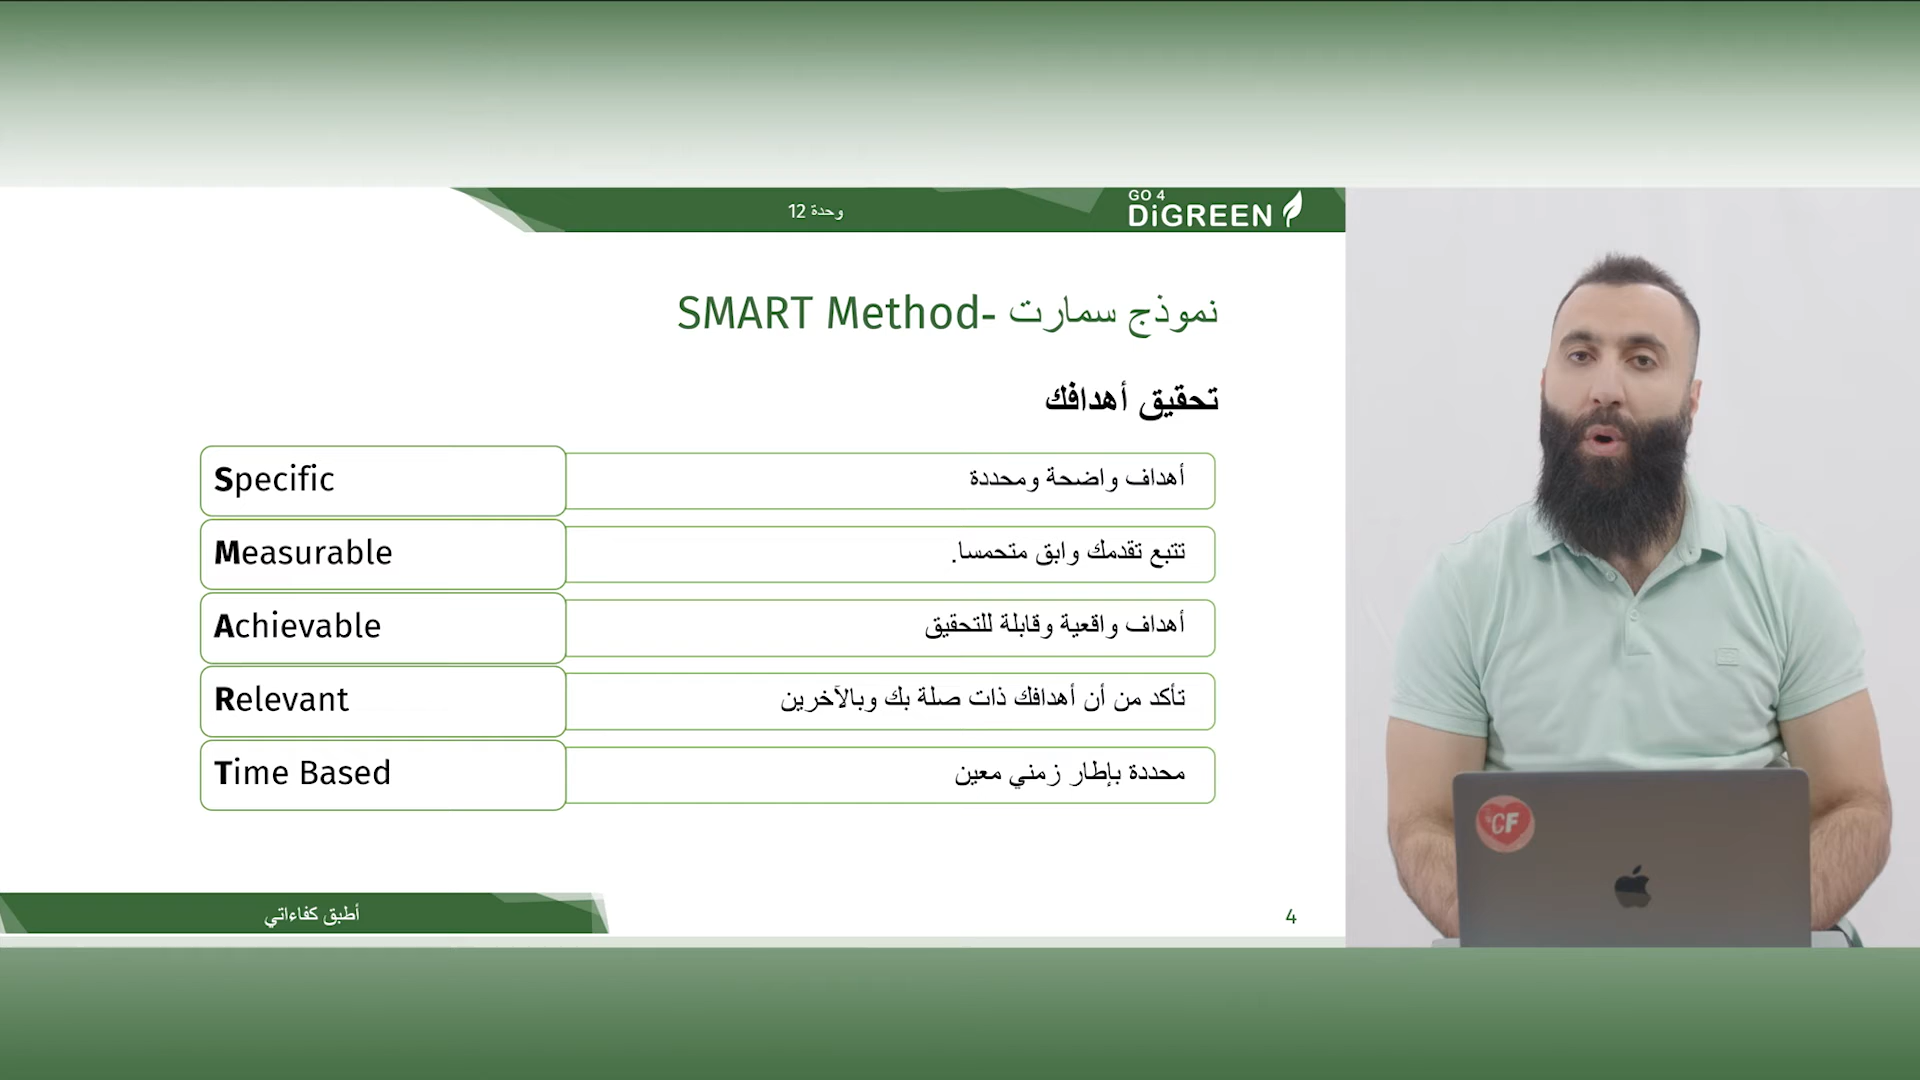 وحدة 12
GO 4
DiGREEN
نموذج سمارت -SMART Method
تحقيق أهدافك
Specific
أهداف واضحة ومحددة
Measurable
تتبع تقدمك وابق متحمسا.
Achievable
أهداف واقعية وقابلة للتحقيق
Relevant
تأكد من أن أهدافك ذات صلة بك وبالآخرين
Time Based
محددة بإطار زمني معين
أطبق كفاءاتي
4
CF